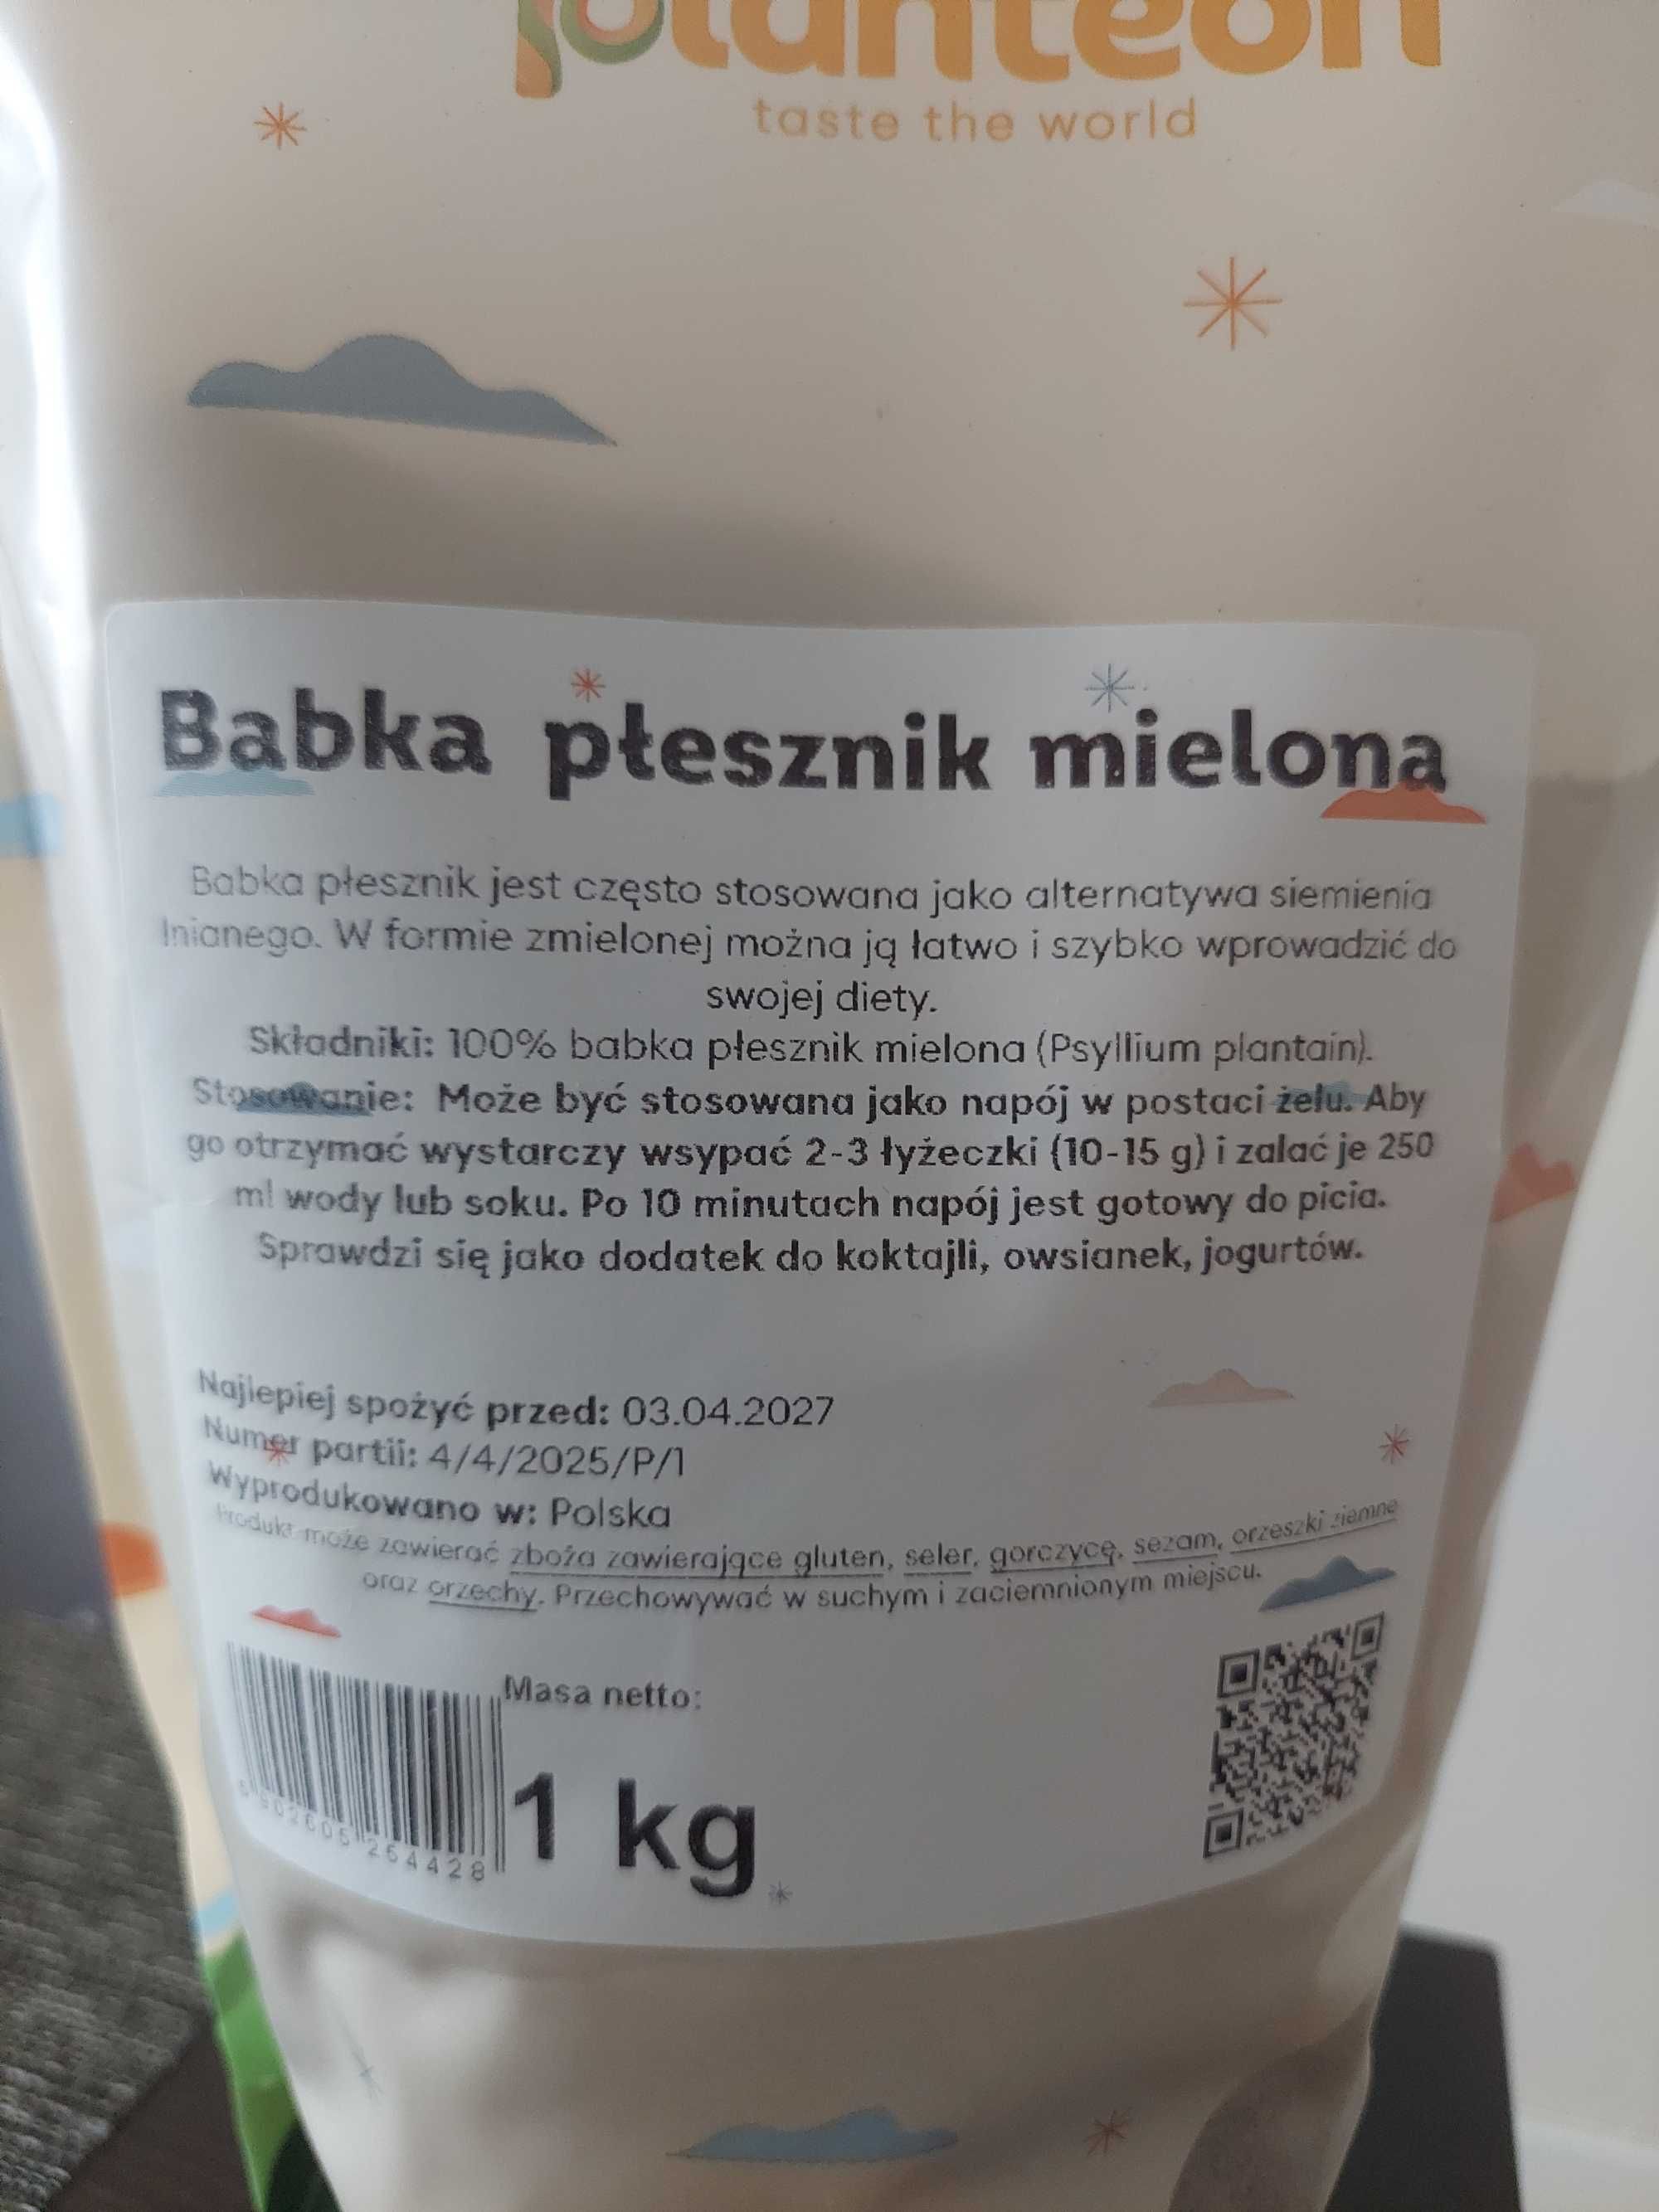 planteon
taste the world
Babka płesznik mielona
Babka płesznik jest często stosowana jako alternatywa siemienia
lnianego. W formie zmielonej można ją łatwo i szybko wprowadzić do
swojej diety.
Składniki: 100% babka płesznik mielona (Psyllium plantain).
Stosowanie: Może być stosowana jako napój w postaci żelu. Aby
go otrzymać wystarczy wsypać 2-3 łyżeczki (10-15 g) i zalać je 250
ml wody lub soku. Po 10 minutach napój jest gotowy do picia.
Sprawdzi się jako dodatek do koktajli, owsianek, jogurtów.
Najlepiej spożyć przed: 03.04.2027
Numer partii: 4/4/2025/P/1
Wyprodukowano w: Polska
Produkt może zawierać zboża zawierające gluten, seler, gorczycę, sezam, orzeszki ziemne
oraz orzechy. Przechowywać w suchym i zaciemnionym miejscu.
Masa netto:
1 kg
5 902605 264428